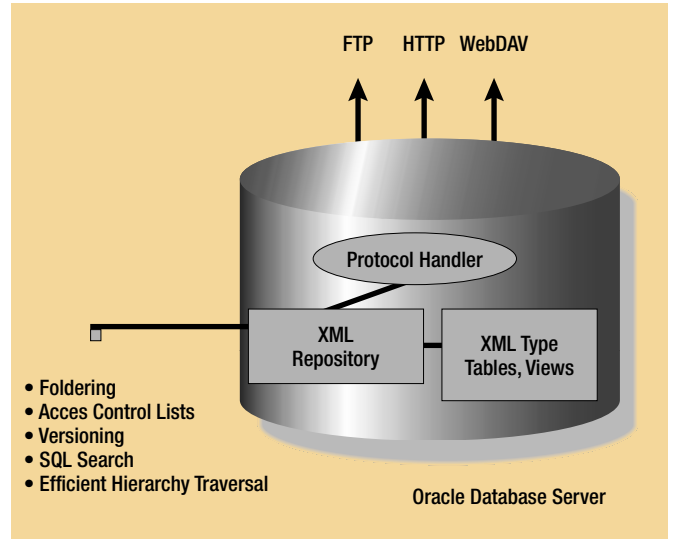 FTP HTTP WebDAV
Protocol Handler
XML
Repository
XML Type
Tables, Views
• Foldering
• Acces Control Lists
• Versioning
• SQL Search
• Efficient Hierarchy Traversal
Oracle Database Server